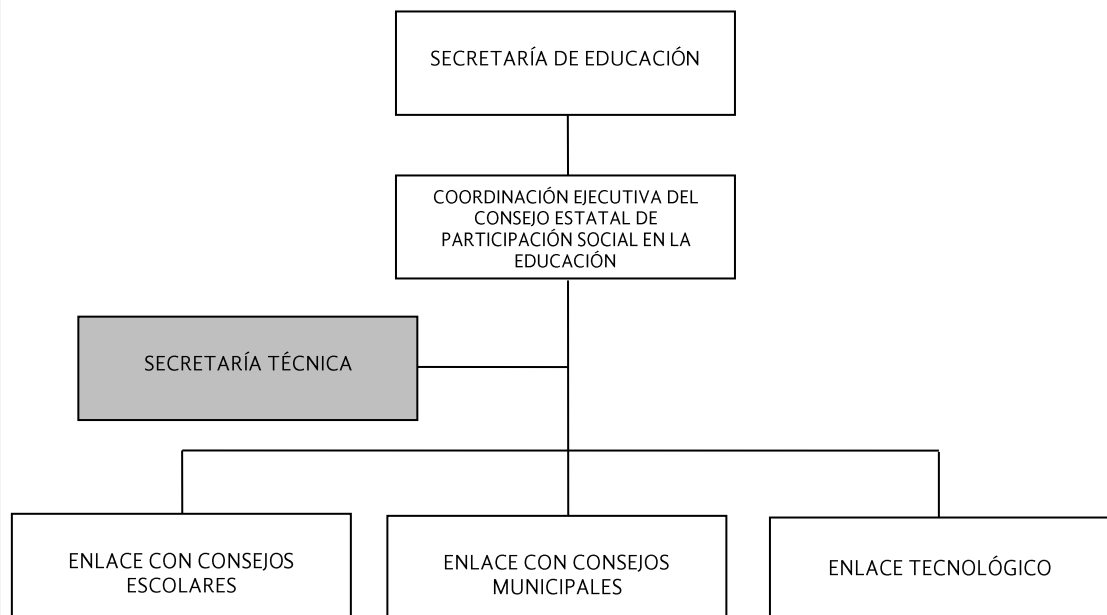 SECRETARÍA DE EDUCACIÓN
COORDINACIÓN EJECUTIVA DEL
CONSEJO ESTATAL DE
PARTICIPACIÓN SOCIAL EN LA
EDUCACIÓN
SECRETARÍA TÉCNICA
ENLACE CON CONSEJOS
ESCOLARES
ENLACE CON CONSEJOS
MUNICIPALES
ENLACE TECNOLÓGICO